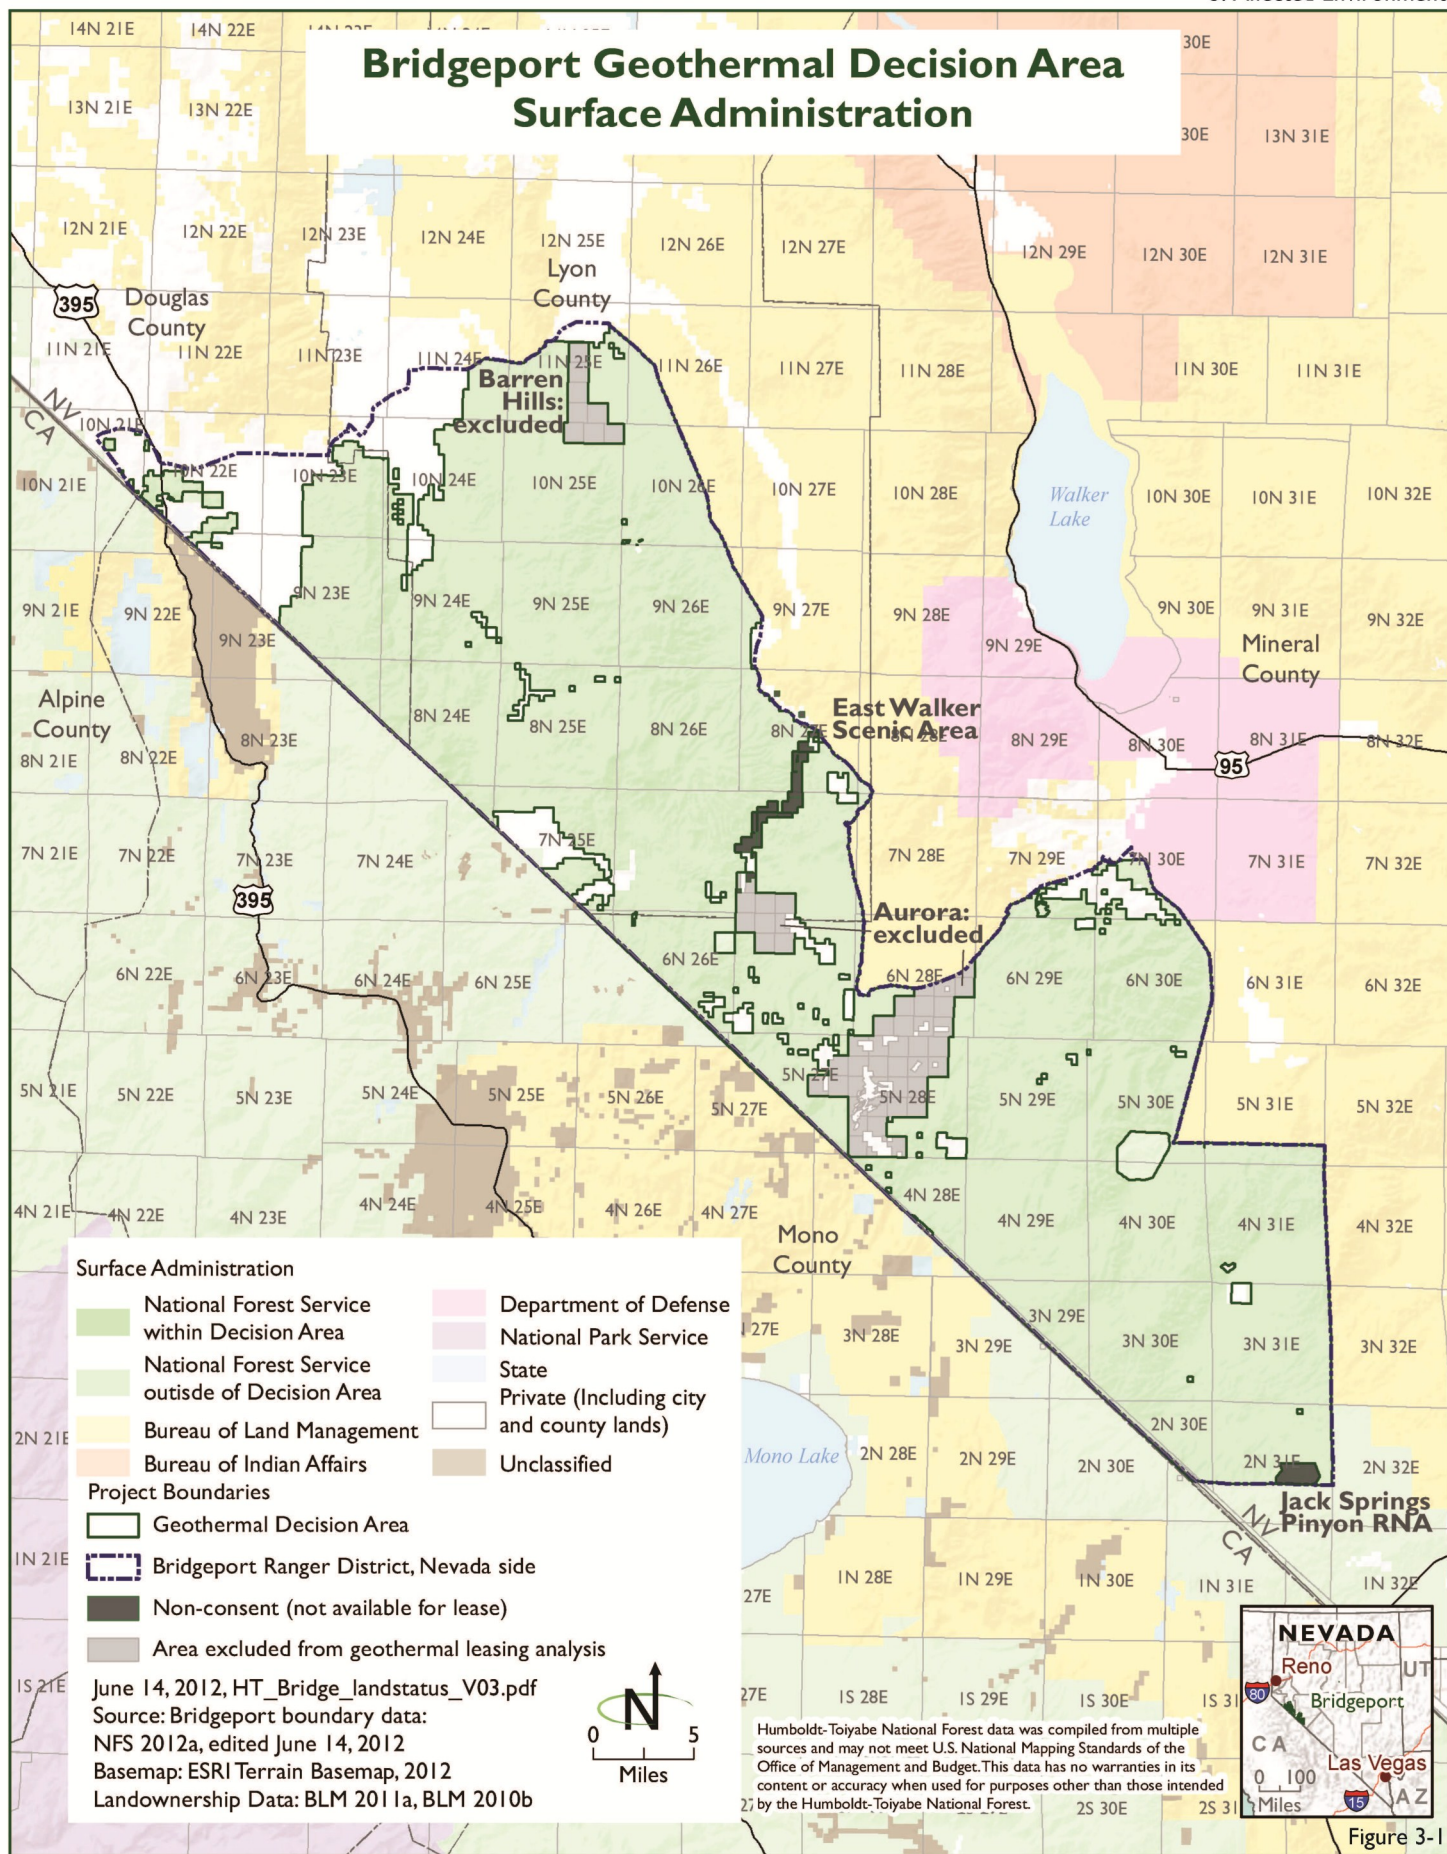 Bridgeport Geothermal Decision Area
Surface Administration
14N 21E
14N 22E
30E
13N 21E
13N 22E
30E
13N 31E
12N 21E
12N 22E
12N 23E
12N 24E
12N 25E
12N 26E
12N 27E
12N 29E
12N 30E
12N 31E
Lyon
County
395
Douglas
County
11N 21E
11N 22E
11N 23E
11N 24E
11N 25E
11N 26E
11N 27E
11N 28E
11N 30E
11N 31E
Barren
Hills:
excluded
NV
CA
10N 21E
10N 21E
10N 22E
10N 23E
10N 24E
10N 25E
10N 26E
10N 27E
10N 28E
Walker
Lake
10N 30E
10N 31E
10N 32E
9N 21E
9N 22E
9N 23E
9N 23E
9N 24E
9N 25E
9N 26E
9N 27E
9N 28E
9N 29E
9N 30E
9N 31E
9N 32E
Mineral
County
Alpine
County
8N 21E
8N 22E
8N 23E
8N 24E
8N 25E
8N 26E
8N 27E
East Walker
Scenic Area
8N 28E
8N 29E
8N 30E
8N 31E
8N 32E
95
7N 21E
7N 22E
7N 23E
7N 24E
7N 25E
7N 28E
7N 29E
7N 30E
7N 31E
7N 32E
395
Aurora:
excluded
6N 22E
6N 23E
6N 24E
6N 25E
6N 26E
6N 28E
6N 29E
6N 30E
6N 31E
6N 32E
5N 21E
5N 22E
5N 23E
5N 24E
5N 25E
5N 26E
5N 27E
5N 27E
5N 28E
5N 29E
5N 30E
5N 31E
5N 32E
4N 21E
4N 22E
4N 23E
4N 24E
4N 25E
4N 26E
4N 27E
4N 28E
4N 29E
4N 30E
4N 31E
4N 32E
Mono
County
27E
3N 28E
3N 29E
3N 29E
3N 30E
3N 31E
3N 32E
2N 21E
Mono Lake
2N 28E
2N 29E
2N 30E
2N 30E
2N 31E
2N 32E
Jack Springs
Pinyon RNA
NV
CA
1N 21E
27E
1N 28E
1N 29E
1N 30E
1N 31E
1N 32E
1S 21E
27E
1S 28E
1S 29E
1S 30E
1S 31
2S 30E
2S 31
Surface Administration
National Forest Service
within Decision Area
National Forest Service
outisde of Decision Area
Bureau of Land Management
Bureau of Indian Affairs
Department of Defense
National Park Service
State
Private (Including city
and county lands)
Unclassified
Project Boundaries
Geothermal Decision Area
Bridgeport Ranger District, Nevada side
Non-consent (not available for lease)
Area excluded from geothermal leasing analysis
June 14, 2012, HT_Bridge_landstatus_V03.pdf
Source: Bridgeport boundary data:
NFS 2012a, edited June 14, 2012
Basemap: ESRI Terrain Basemap, 2012
Landownership Data: BLM 2011a, BLM 2010b
N
0 5
Miles
Humboldt-Toiyabe National Forest data was compiled from multiple
sources and may not meet U.S. National Mapping Standards of the
Office of Management and Budget. This data has no warranties in its
content or accuracy when used for purposes other than those intended
by the Humboldt-Toiyabe National Forest.
NEVADA
Reno
UT
80
Bridgeport
CA
Las Vegas
0 100
Miles
15
AZ
Figure 3-1